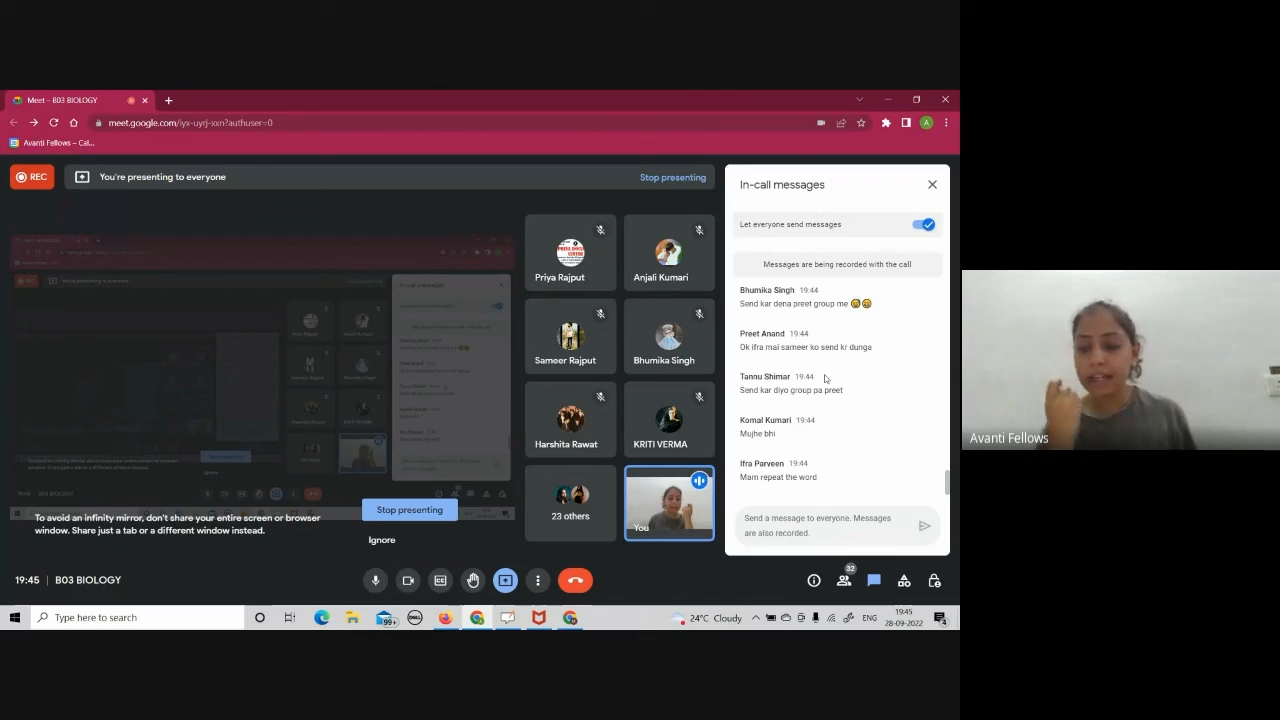 Meet – B03 BIOLOGY
meet.google.com/iyx-uyrj-xxn?authuser=0
Avanti Fellows – Cal...
REC
You're presenting to everyone
Stop presenting
Priya Rajput
Anjali Kumari
Sameer Rajput
Bhumika Singh
Harshita Rawat
KRITI VERMA
23 others
You
To avoid an infinity mirror, don't share your entire screen or browser
window. Share just a tab or a different window instead.
Stop presenting
Ignore
In-call messages
Let everyone send messages
Messages are being recorded with the call
Bhumika Singh 19:44
Send kar dena preet group me 😅😄
Preet Anand 19:44
Ok ifra mai sameer ko send kr dunga
Tannu Shimar 19:44
Send kar diyo group pa preet
Komal Kumari 19:44
Mujhe bhi
Ifra Parveen 19:44
Mam repeat the word
Send a message to everyone. Messages
are also recorded.
19:45 B03 BIOLOGY
32
Type here to search
99+
DELL
24°C Cloudy
ENG
19:45
28-09-2022
4
Avanti Fellows